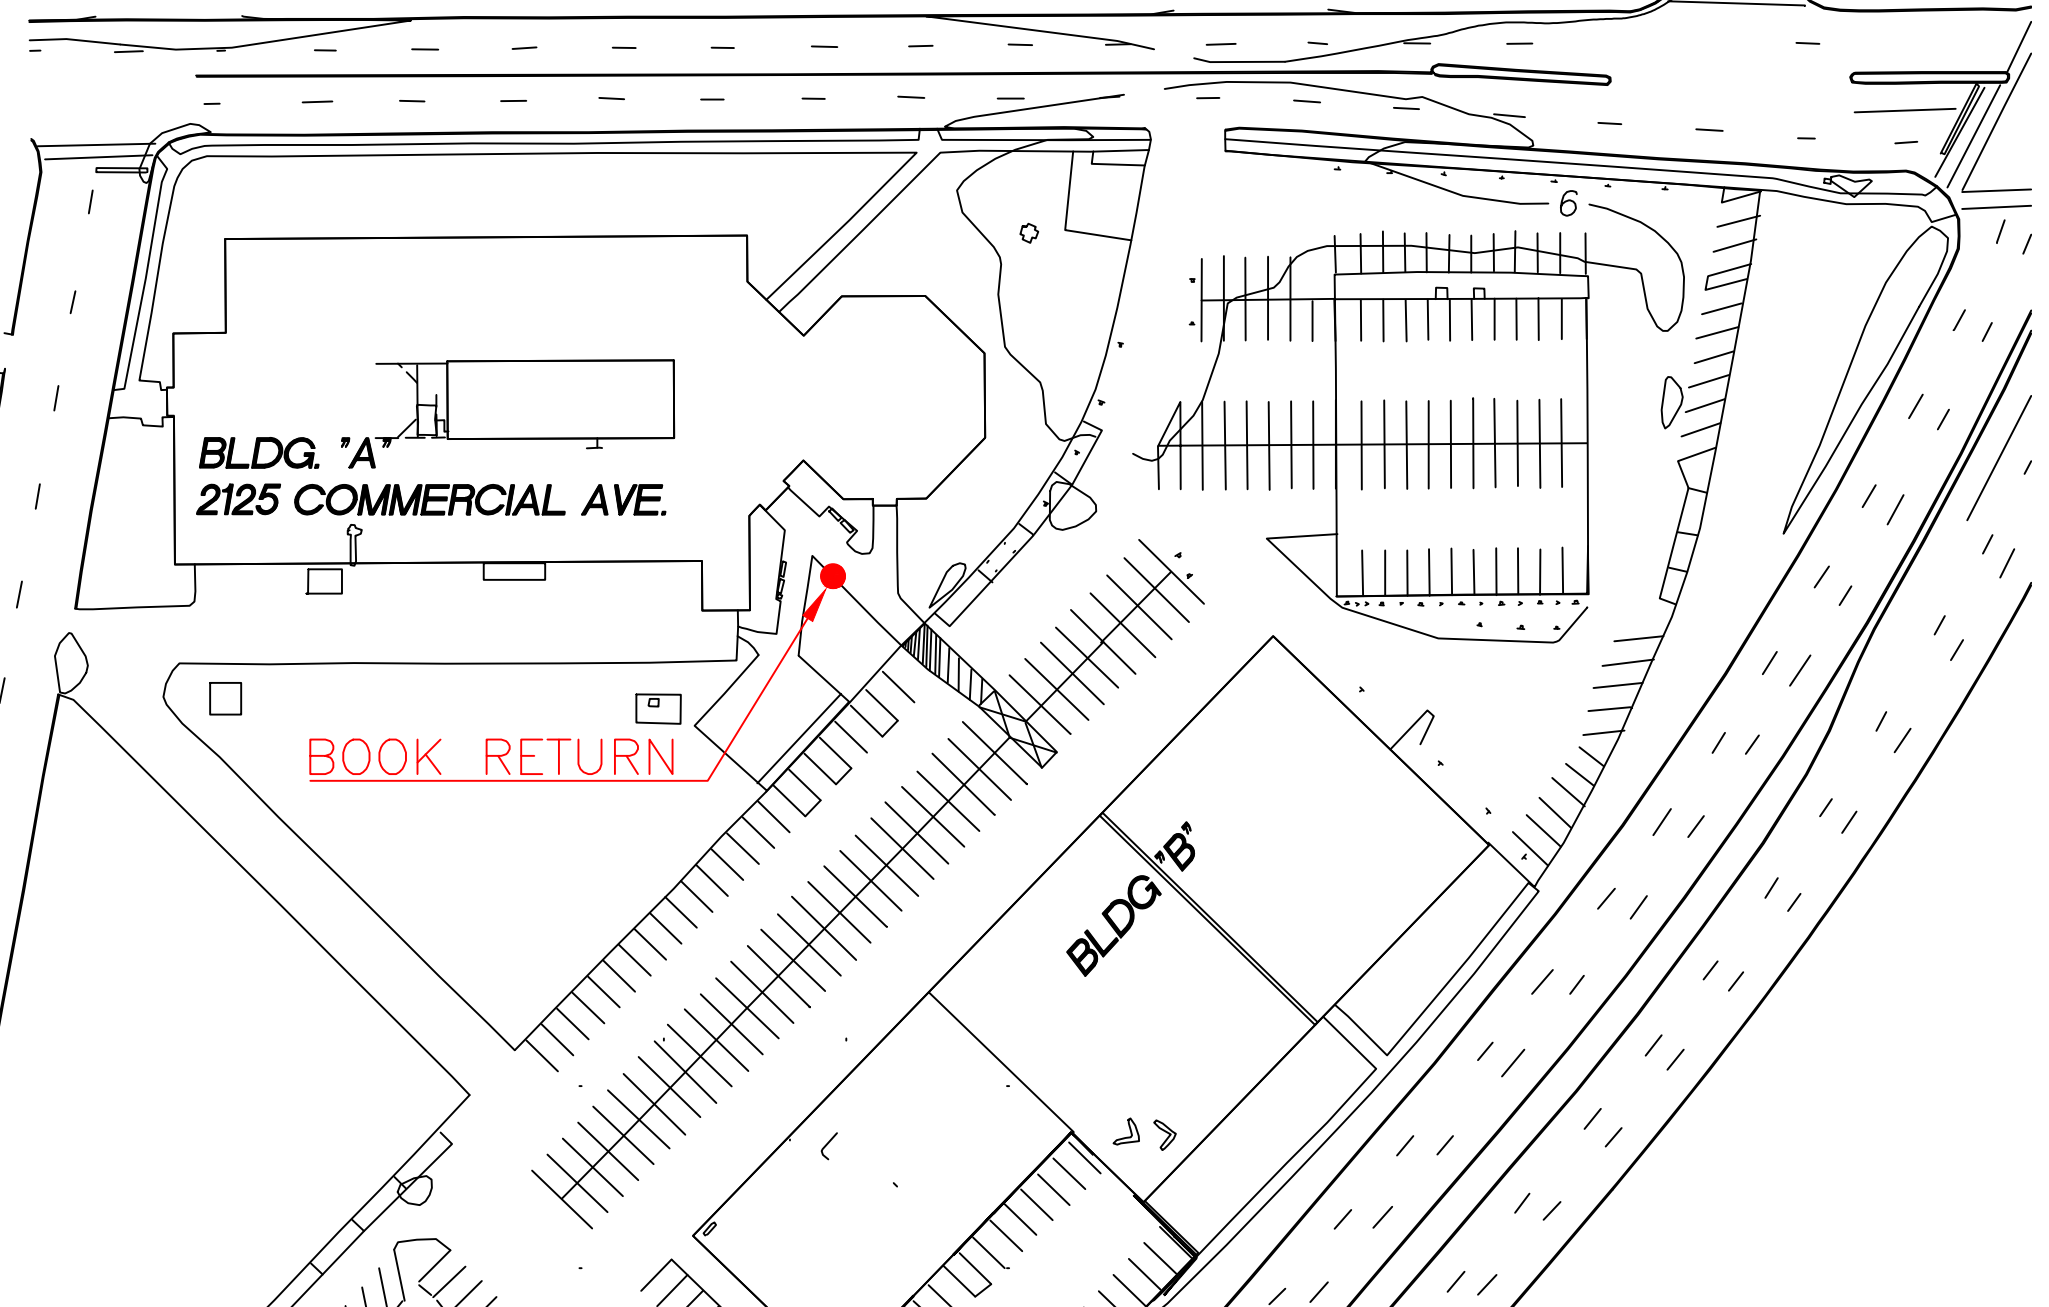 6
BLDG. "A"
2125 COMMERCIAL AVE.
BOOK RETURN
BLDG "B"